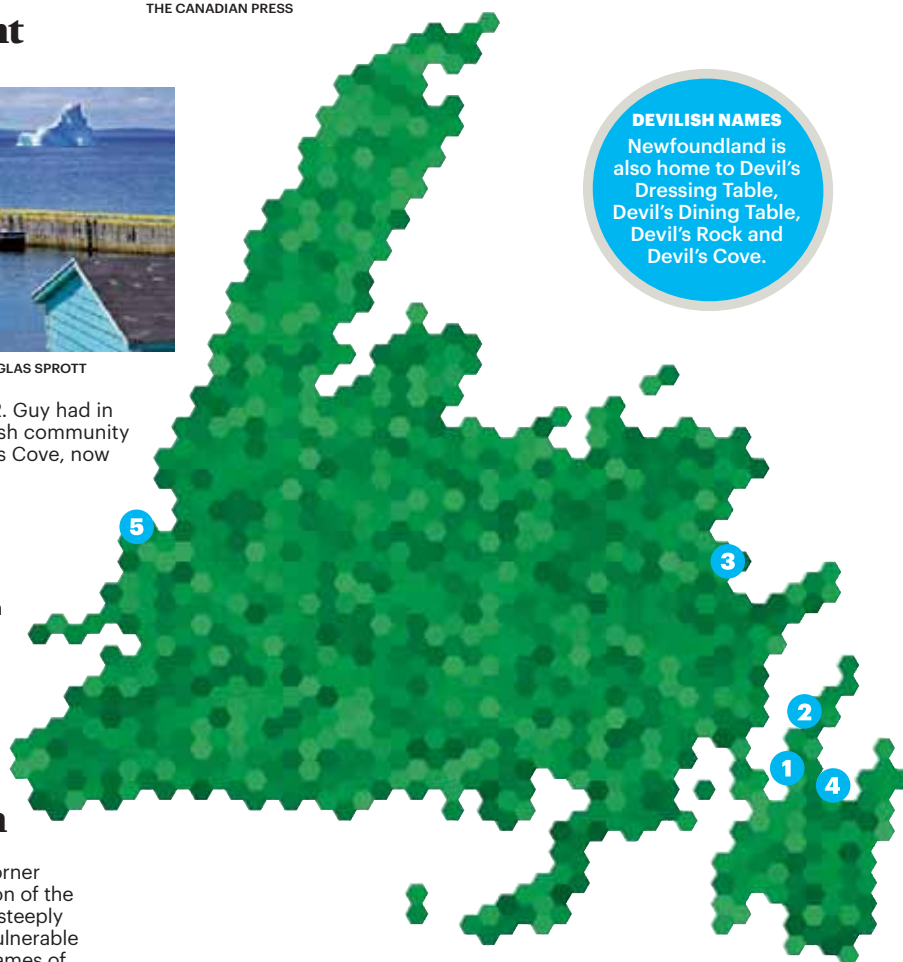 THE CANADIAN PRESS
DEVILISH NAMES
Newfoundland is
also home to Devil's
Dressing Table,
Devil's Dining Table,
Devil's Rock and
Devil's Cove.
GLAS SPROTT
. Guy had in
sh community
s Cove, now
5
3
2
1
4
orner
on of the
steeply
ulnerable
ames of